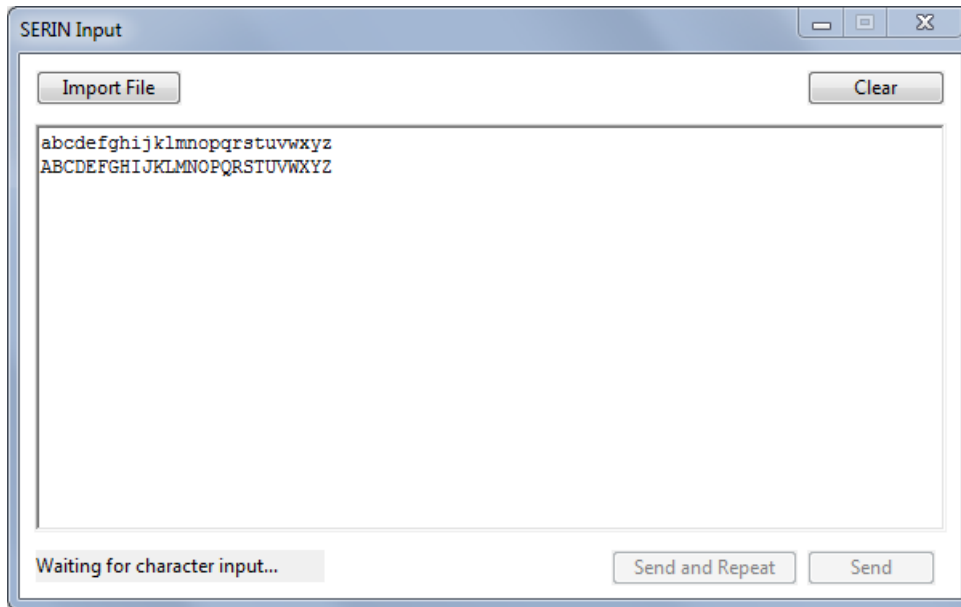 SERIN Input
Import File
Clear
abcdefghijklmnopqrstuvwxyz
ABCDEFGHIJKLMNOPQRSTUVWXYZ
Waiting for character input...
Send and Repeat
Send